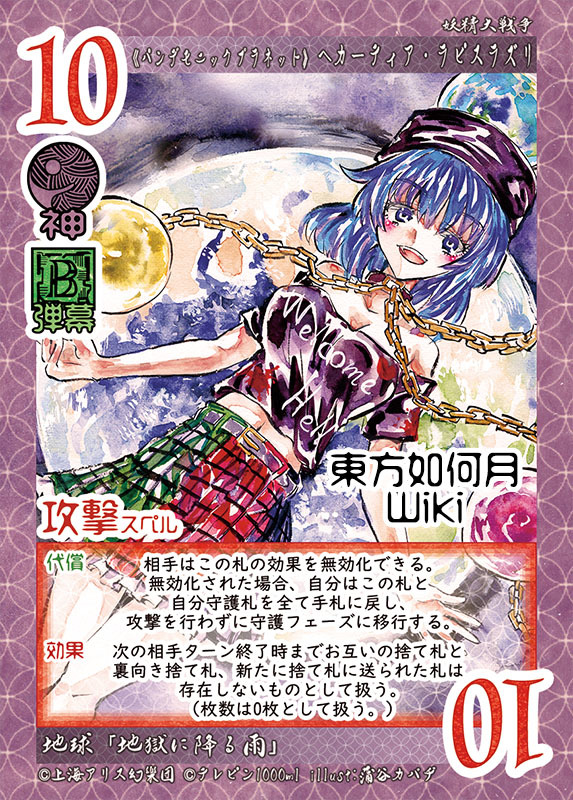 妖精大戦争
10
《パンデモニックプラネット》 ヘカーティア・ラピスラズリ
神
B
弾幕
Welcome
Hell
東方如何月
Wiki
攻撃スペル
代償
相手はこの札の効果を無効化できる。
無効化された場合、自分はこの札と
自分守護札を全て手札に戻し、
攻撃を行わずに守護フェーズに移行する。
効果
次の相手ターン終了時までお互いの捨て札と
裏向き捨て札、新たに捨て札に送られた札は
存在しないものとして扱う。
(枚数は0枚として扱う。)
10
地球「地獄に降る雨」
©上海アリス幻樂団 ©テレビン1000ml illust:蒲谷カバヂ